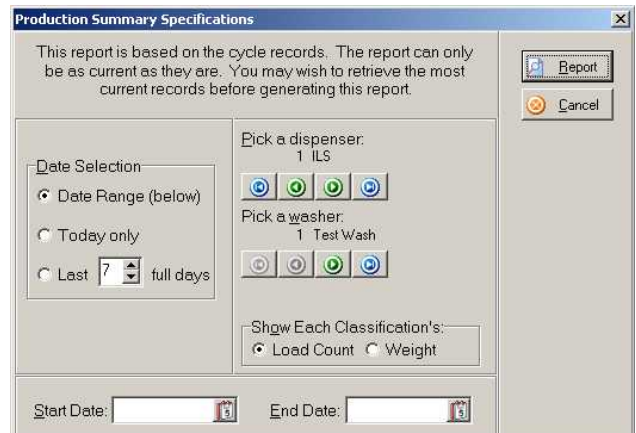 Production Summary Specifications
This report is based on the cycle records. The report can only
be as current as they are. You may wish to retrieve the most
current records before generating this report.
Report
Cancel
Date Selection
Date Range (below)
Today only
Last 7 full days
Pick a dispenser:
1 ILS
Pick a washer:
1 Test Wash
Show Each Classification's:
Load Count Weight
Start Date: 5 End Date: 5